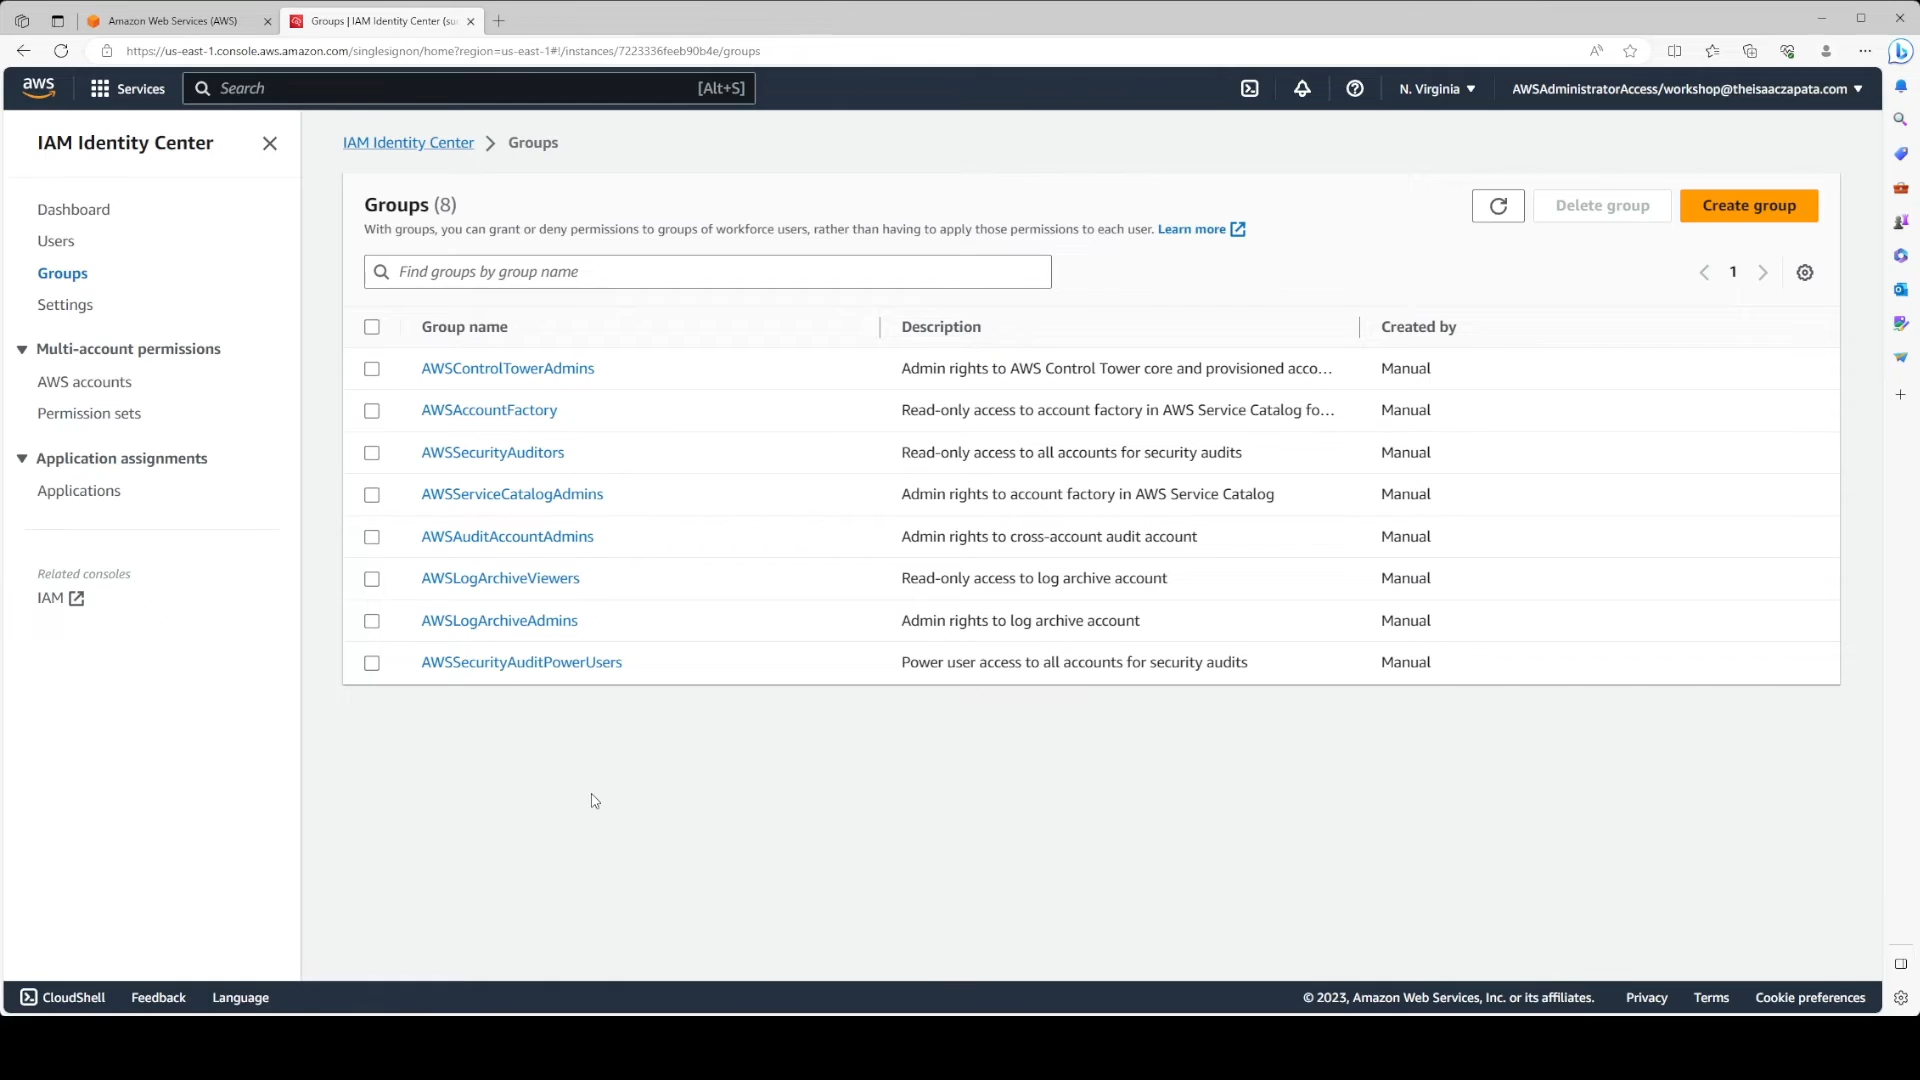 Amazon Web Services (AWS)
Groups | IAM Identity Center (su
https://us-east-1.console.aws.amazon.com/singlesignon/home?region=us-east-1#!/instances/7223336feeb90b4e/groups
aws
Services
Search
[Alt+S]
N. Virginia
AWSAdministratorAccess/workshop@theisaaczapata.com
IAM Identity Center
Dashboard
Users
Groups
Settings
Multi-account permissions
AWS accounts
Permission sets
Application assignments
Applications
Related consoles
IAM
IAM Identity Center > Groups
Groups (8)
With groups, you can grant or deny permissions to groups of workforce users, rather than having to apply those permissions to each user. Learn more
Delete group
Create group
Find groups by group name
1
Group name Description Created by
AWSControlTowerAdmins Admin rights to AWS Control Tower core and provisioned acco... Manual
AWSAccountFactory Read-only access to account factory in AWS Service Catalog fo... Manual
AWSSecurityAuditors Read-only access to all accounts for security audits Manual
AWSServiceCatalogAdmins Admin rights to account factory in AWS Service Catalog Manual
AWSAuditAccountAdmins Admin rights to cross-account audit account Manual
AWSLogArchiveViewers Read-only access to log archive account Manual
AWSLogArchiveAdmins Admin rights to log archive account Manual
AWSSecurityAuditPowerUsers Power user access to all accounts for security audits Manual
CloudShell Feedback Language © 2023, Amazon Web Services, Inc. or its affiliates. Privacy Terms Cookie preferences